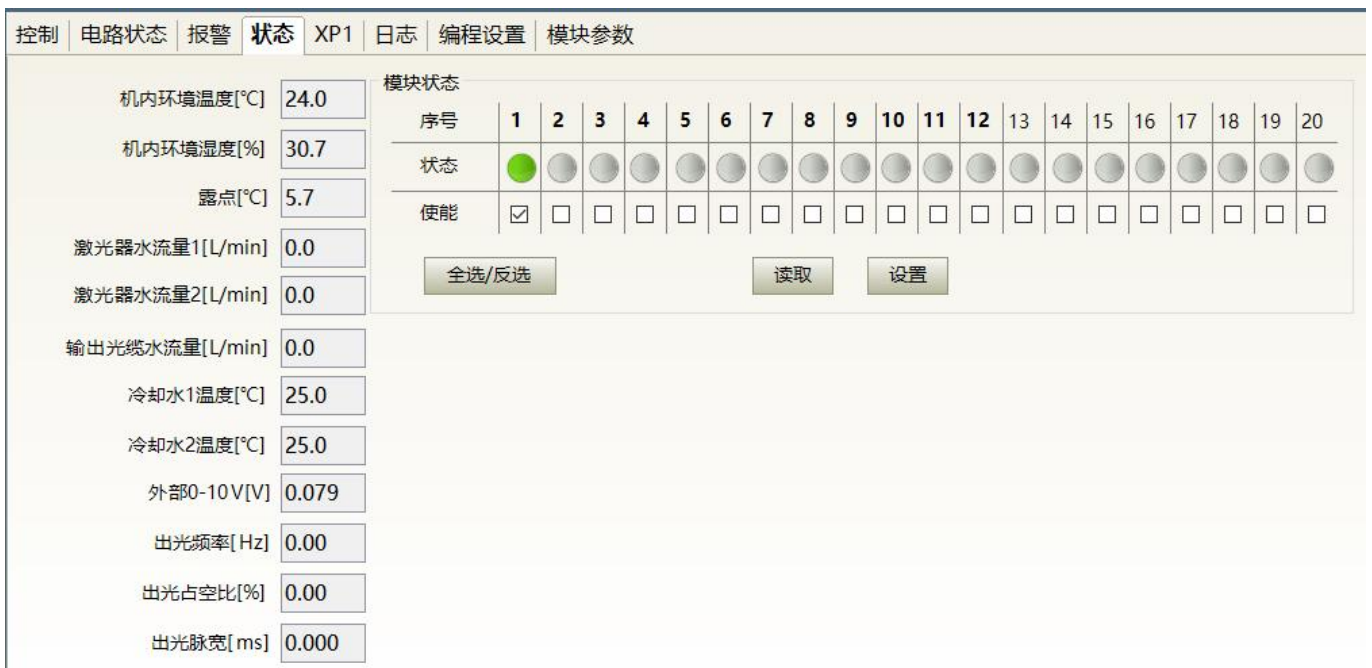 控制 电路状态 报警 状态 XP1 日志 编程设置 模块参数
机内环境温度[℃] 24.0
机内环境湿度[%] 30.7
露点[℃] 5.7
激光器水流量1[L/min] 0.0
激光器水流量2[L/min] 0.0
输出光缆水流量[L/min] 0.0
冷却水1温度[℃] 25.0
冷却水2温度[℃] 25.0
外部0-10V[V] 0.079
出光频率[Hz] 0.00
出光占空比[%] 0.00
出光脉宽[ms] 0.000
模块状态
序号 1 2 3 4 5 6 7 8 9 10 11 12 13 14 15 16 17 18 19 20
状态
使能
全选/反选 读取 设置